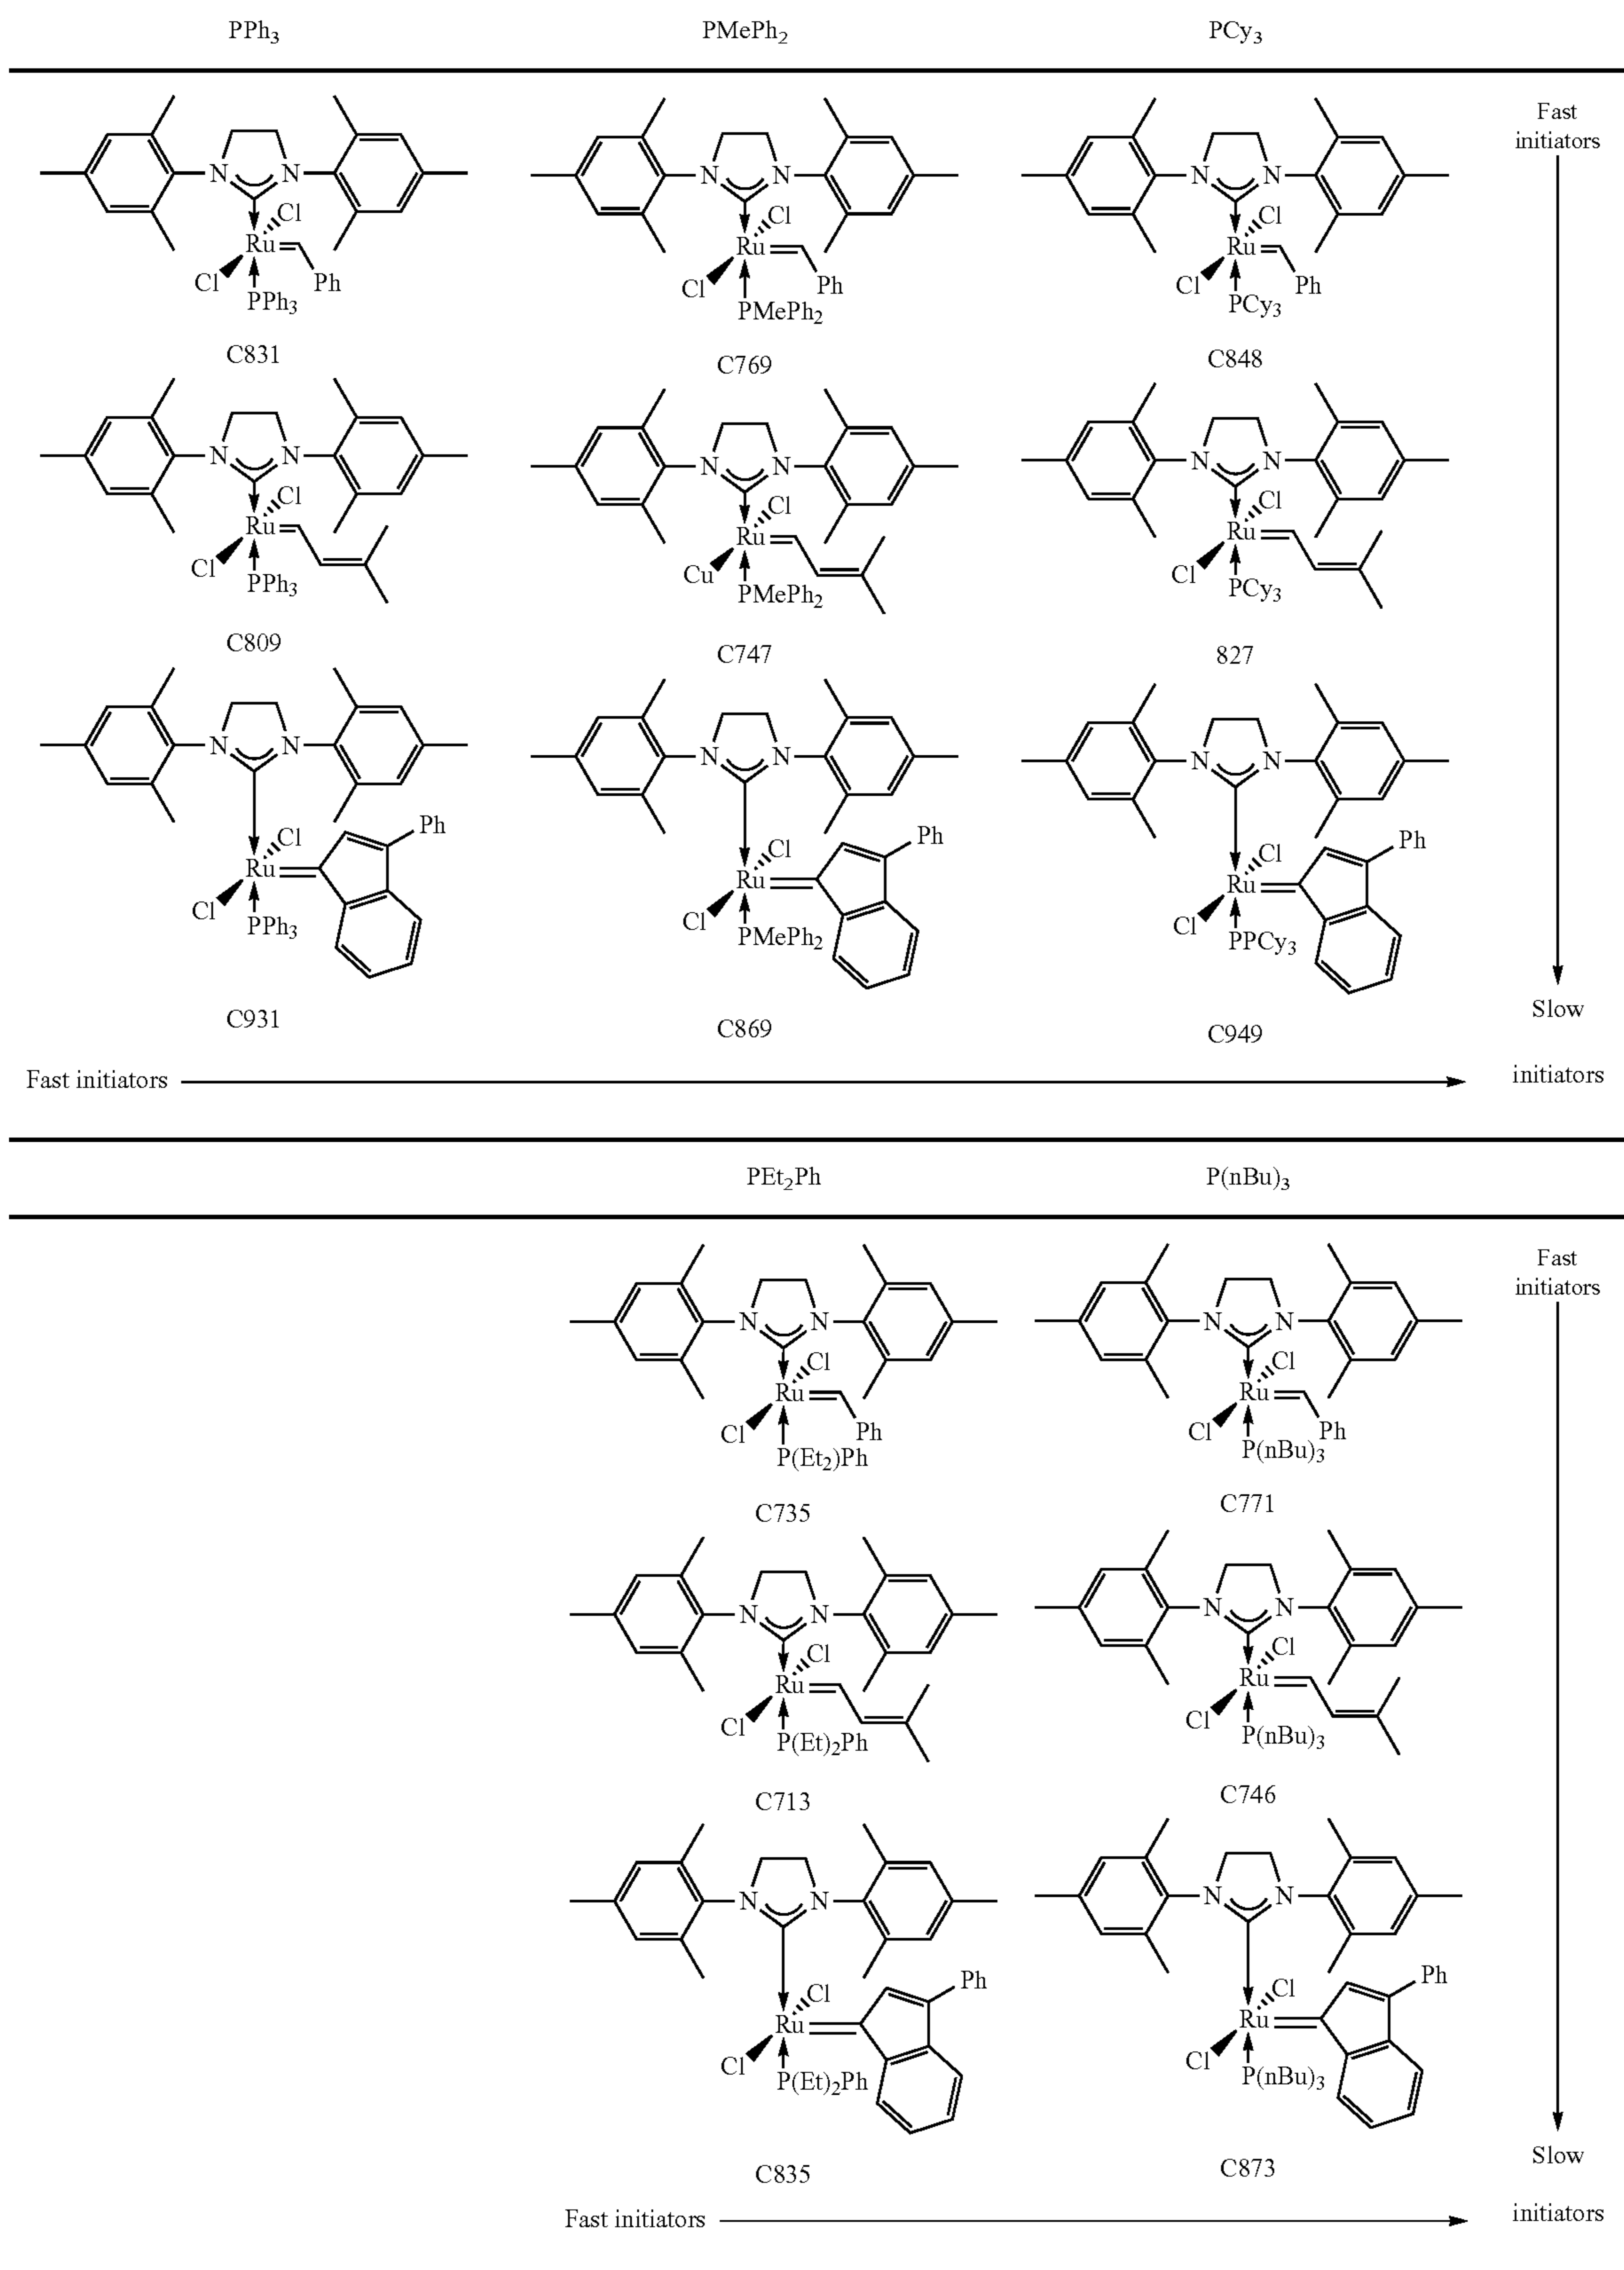 PPh3 PMePh2 PCy3
Fast
initiators
N N N N N N
Cl Cl Cl
Ru Ru Ru
Cl Ph Cl Ph Cl Ph
PPh3 PMePh2 PCy3
C831 C769 C848
N N N N N N
Cl Cl Cl
Ru Ru Ru
Cl Cu Cl
PPh3 PMePh2 PCy3
C809 C747 827
N N N N N N
Ph Ph Ph
Cl Cl Cl
Ru Ru Ru
Cl Cl Cl
PPh3 PMePh2 PPCy3
C931 C869 C949
Slow
Fast initiators initiators
PEt2Ph P(nBu)3
Fast
initiators
N N N N
Cl Cl
Ru Ru
Cl Ph Cl Ph
P(Et2)Ph P(nBu)3
C735 C771
N N N N
Cl Cl
Ru Ru
Cl Cl
P(Et)2Ph P(nBu)3
C713 C746
N N N N
Ph Ph
Cl Cl
Ru Ru
Cl Cl
P(Et)2Ph P(nBu)3
C835 C873
Slow
Fast initiators initiators